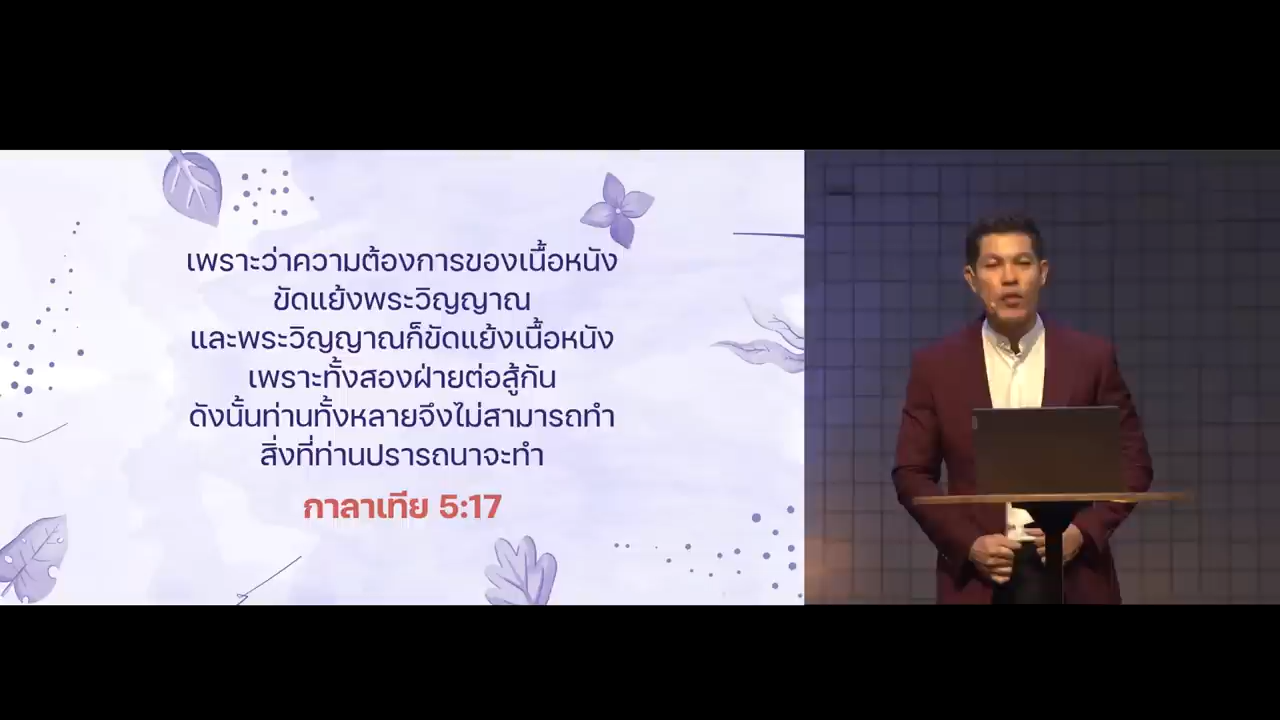 เพราะว่าความต้องการของเนื้อหนัง
ขัดแย้งพระวิญญาณ
และพระวิญญาณก็ขัดแย้งเนื้อหนัง
เพราะทั้งสองฝ่ายต่อสู้กัน
ดังนั้นท่านทั้งหลายจึงไม่สามารถทำ
สิ่งที่ท่านปรารถนาจะทำ
กาลาเทีย 5:17